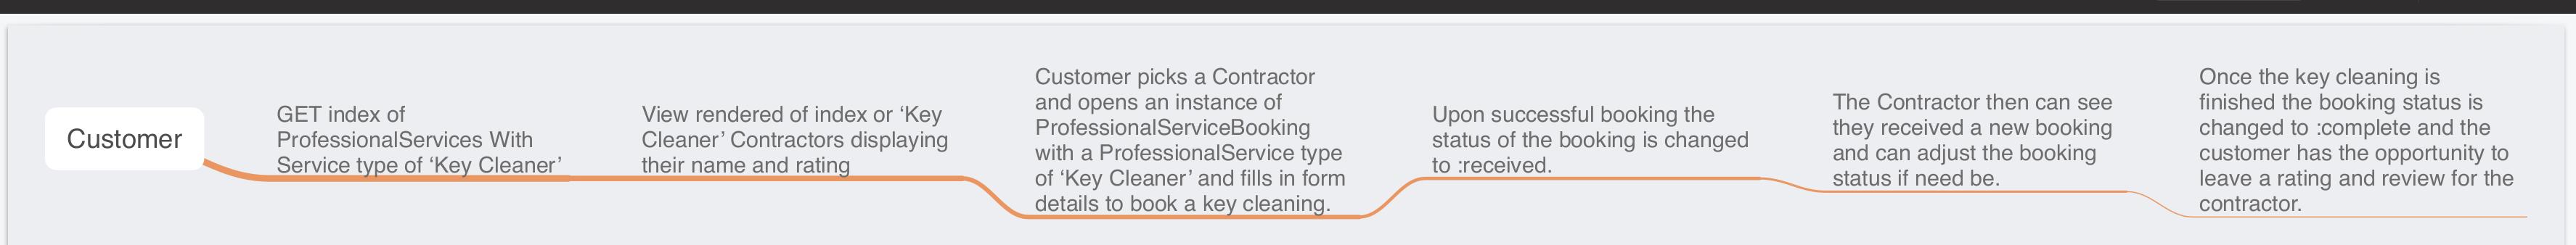 Customer
GET index of
ProfessionalServices With
Service type of ‘Key Cleaner’
View rendered of index or ‘Key
Cleaner’ Contractors displaying
their name and rating
Customer picks a Contractor
and opens an instance of
ProfessionalServiceBooking
with a ProfessionalService type
of ‘Key Cleaner’ and fills in form
details to book a key cleaning.
Upon successful booking the
status of the booking is changed
to :received.
The Contractor then can see
they received a new booking
and can adjust the booking
status if need be.
Once the key cleaning is
finished the booking status is
changed to :complete and the
customer has the opportunity to
leave a rating and review for the
contractor.